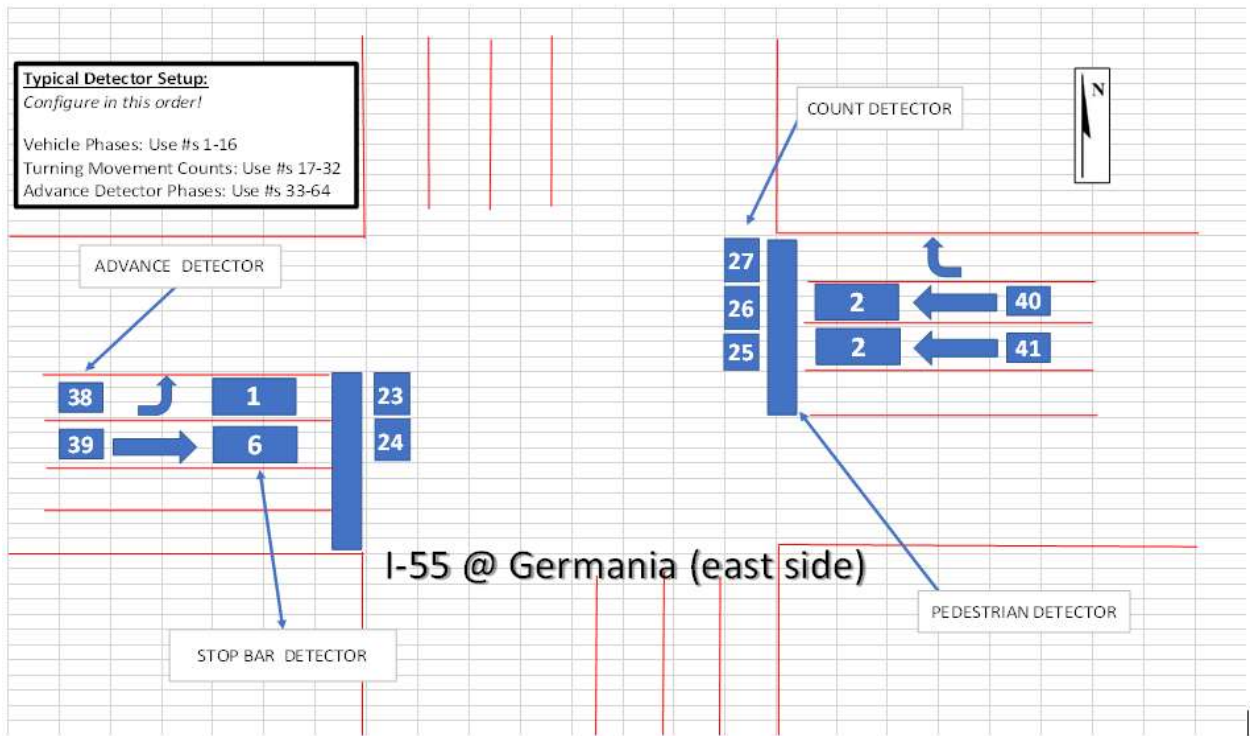 Typical Detector Setup:
Configure in this order!
Vehicle Phases: Use #s 1-16
Turning Movement Counts: Use #s 17-32
Advance Detector Phases: Use #s 33-64
COUNT DETECTOR
N
ADVANCE DETECTOR
27
26
25
2
40
2
41
38
1
23
39
6
24
I-55 @ Germania (east side)
PEDESTRIAN DETECTOR
STOP BAR DETECTOR